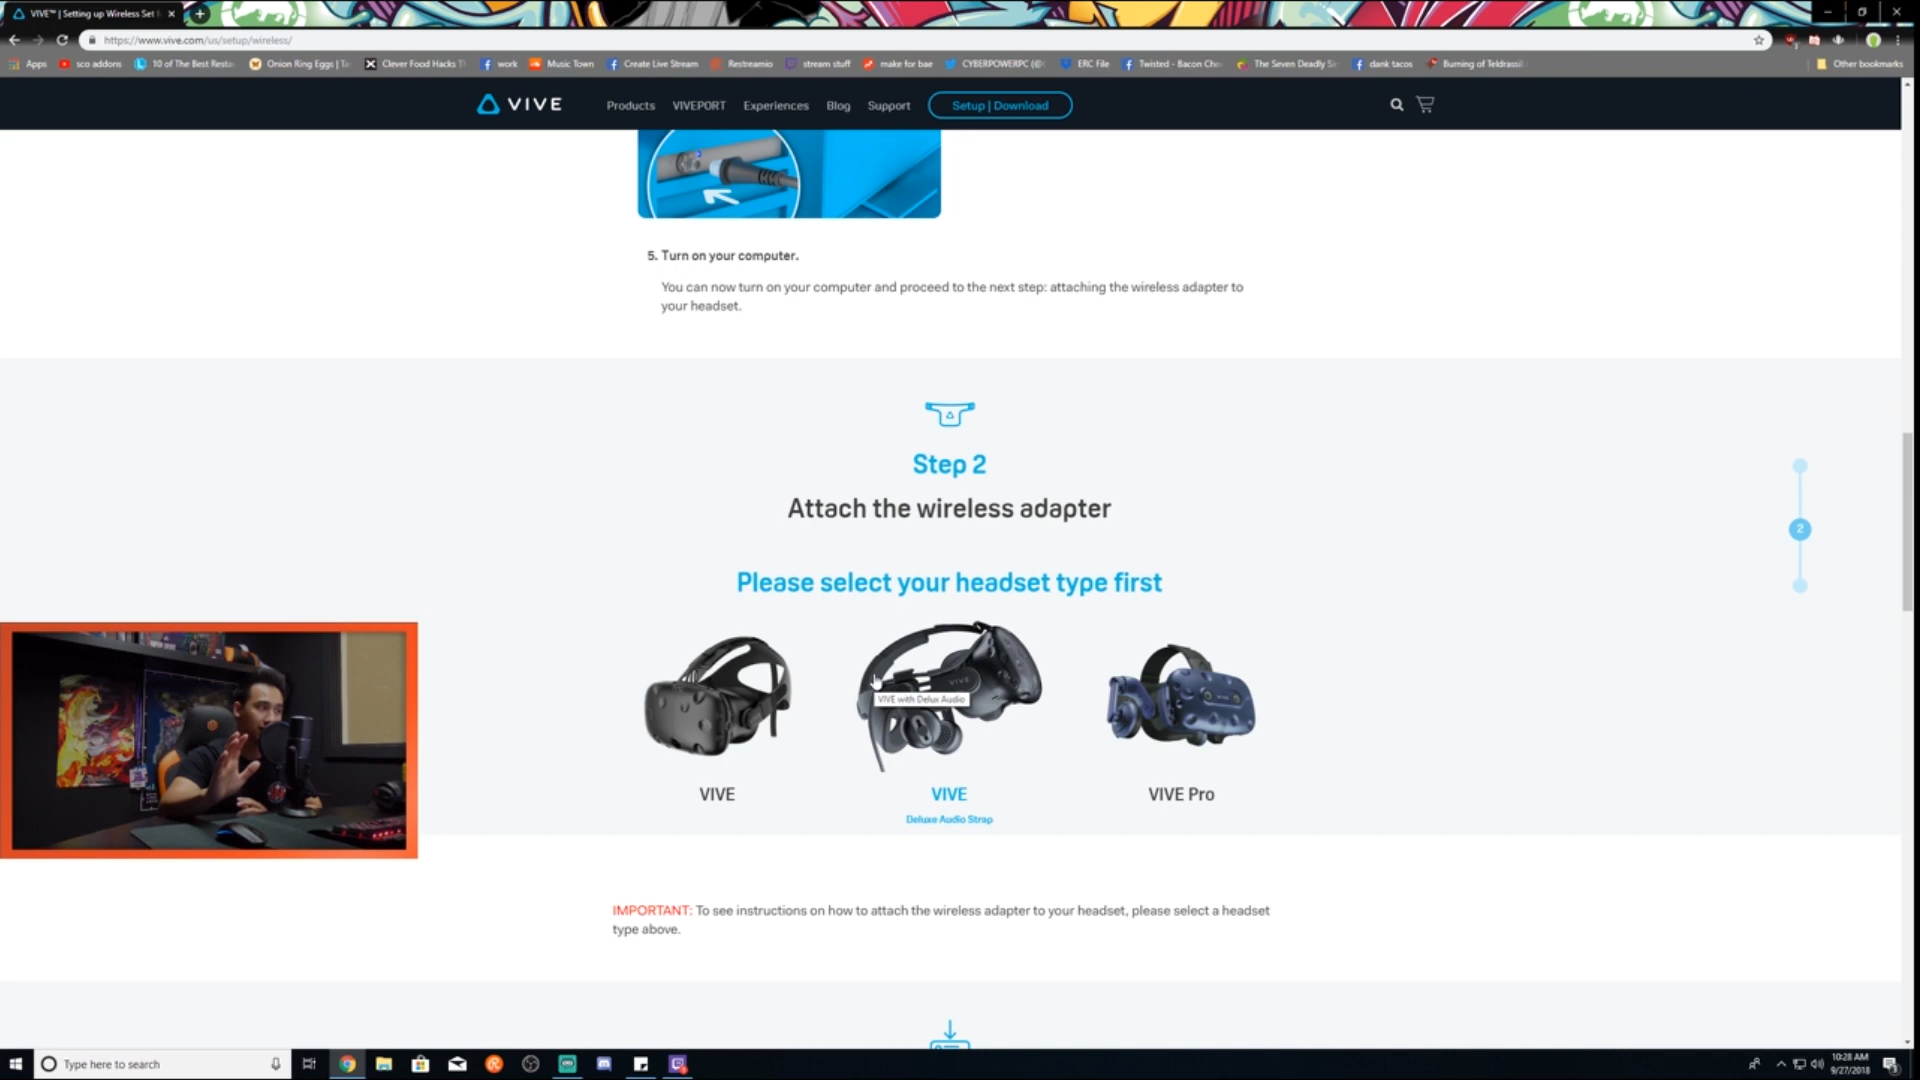 VIVE™ | Setting up Wireless Set
https://www.vive.com/us/setup/wireless/
Apps
sco addons
10 of The Best Resta
Onion Ring Eggs | Ta
Clever Food Hacks T
work
Music Town
Create Live Stream
Restreamio
stream stuff
make for bae
CYBERPOWERPC (@
ERC File
Twisted - Bacon Che
The Seven Deadly S
dank tacos
Burning of Teldrassil
Other bookmarks
VIVE
Products
VIVEPORT
Experiences
Blog
Support
Setup | Download
5. Turn on your computer.
You can now turn on your computer and proceed to the next step: attaching the wireless adapter to
your headset.
Step 2
Attach the wireless adapter
2
Please select your headset type first
VIVE
VIVE with Delux Audio
VIVE
VIVE
VIVE Pro
Deluxe Audio Strap
IMPORTANT: To see instructions on how to attach the wireless adapter to your headset, please select a headset
type above.
Type here to search
10:28 AM
9/27/2018